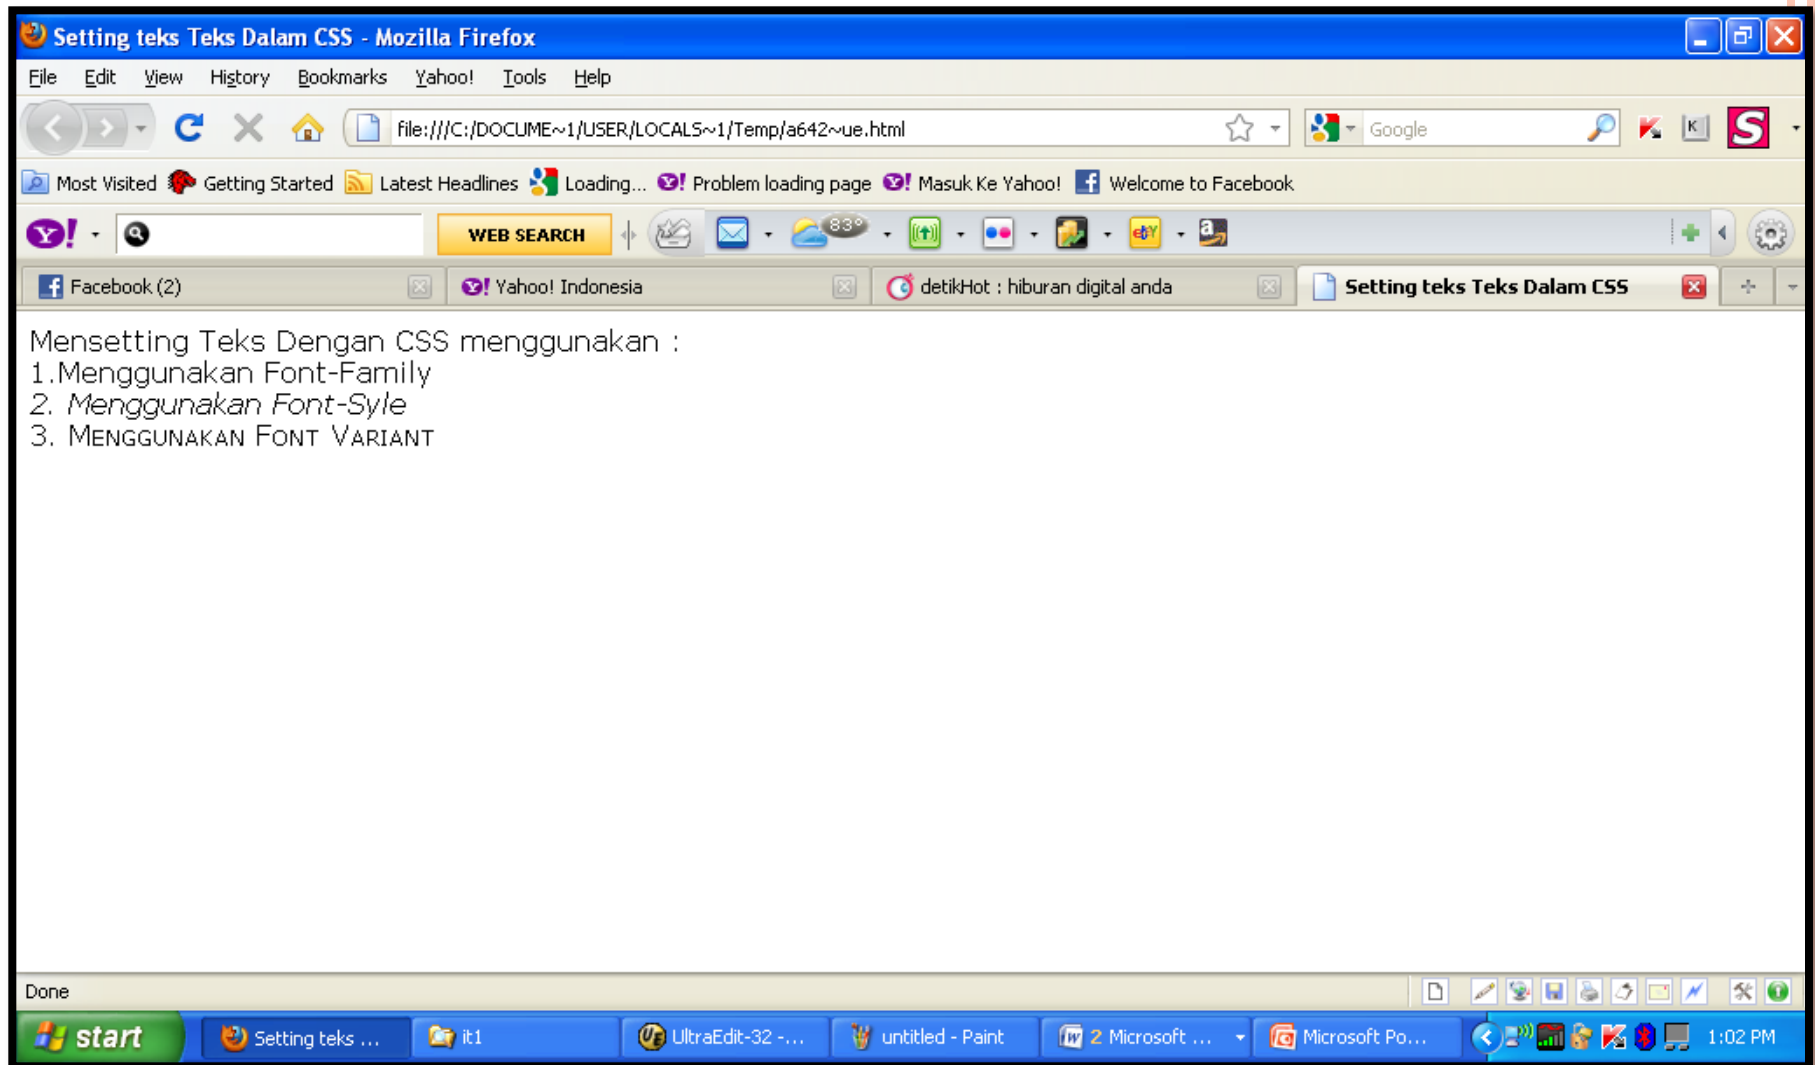 Setting teks Teks Dalam CSS - Mozilla Firefox
File Edit View History Bookmarks Yahoo! Tools Help
file:///C:/DOCUME~1/USER/LOCALS~1/Temp/a642~ue.html Google K S
Most Visited Getting Started Latest Headlines Loading... Problem loading page Masuk Ke Yahoo! Welcome to Facebook
Y! WEB SEARCH 83° ebY a
Facebook (2) Yahoo! Indonesia detikHot : hiburan digital anda Setting teks Teks Dalam CSS
Mensetting Teks Dengan CSS menggunakan :
1.Menggunakan Font-Family
2. Menggunakan Font-Syle
3. Menggunakan Font Variant
Done
start Setting teks ... it1 UltraEdit-32 -... untitled - Paint 2 Microsoft ... Microsoft Po... 1:02 PM